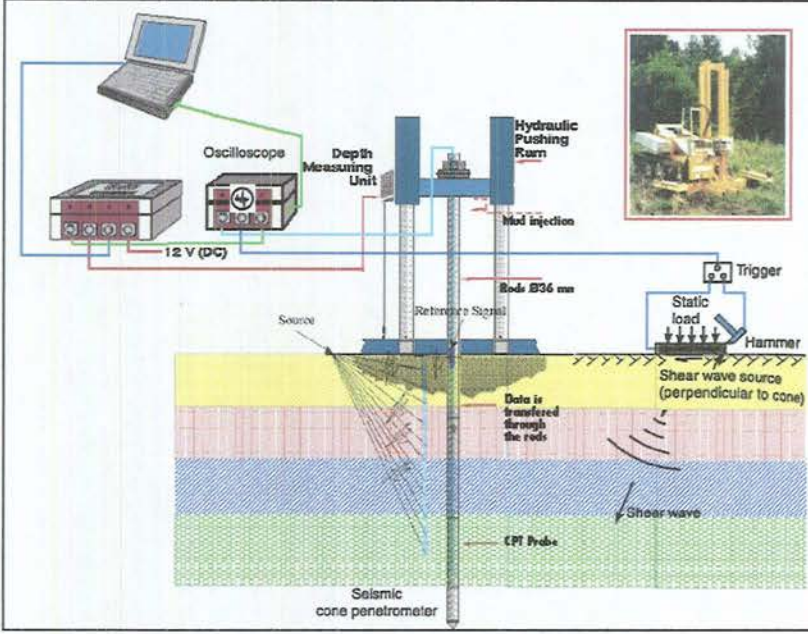 Oscilloscope
12 V (DC)
Depth
Measuring
Unit
Hydraulic
Pushing
Ram
Mud injection
Rods Ø36 mm
Source
Reference Signal
Trigger
Static
load
Hammer
Shear wave source
(perpendicular to cone)
Data is
transfered
through
the rods
Shear wave
CPT Probe
Seismic
cone penetrometer